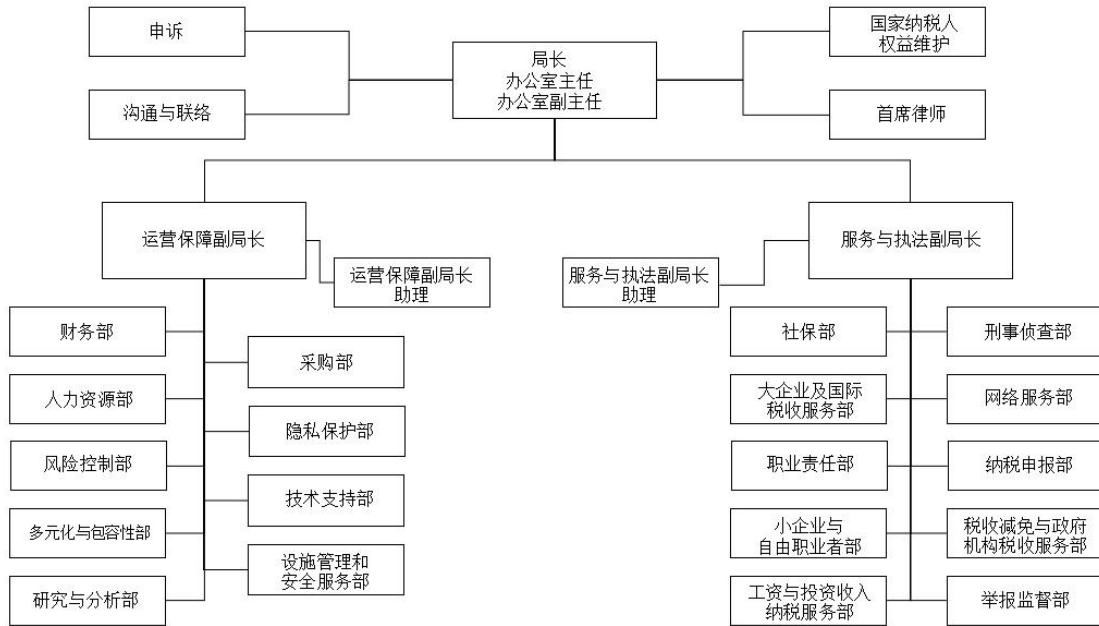 申诉
国家纳税人
权益维护
局长
办公室主任
办公室副主任
沟通与联络
首席律师
运营保障副局长
服务与执法副局长
运营保障副局长
助理
服务与执法副局长
助理
财务部
采购部
人力资源部
隐私保护部
风险控制部
技术支持部
多元化与包容性部
设施管理和
安全服务部
研究与分析部
社保部
刑事侦查部
大企业及国际
税收服务部
网络服务部
职业责任部
纳税申报部
小企业与
自由职业者部
税收减免与政府
机构税收服务部
工资与投资收入
纳税服务部
举报监督部